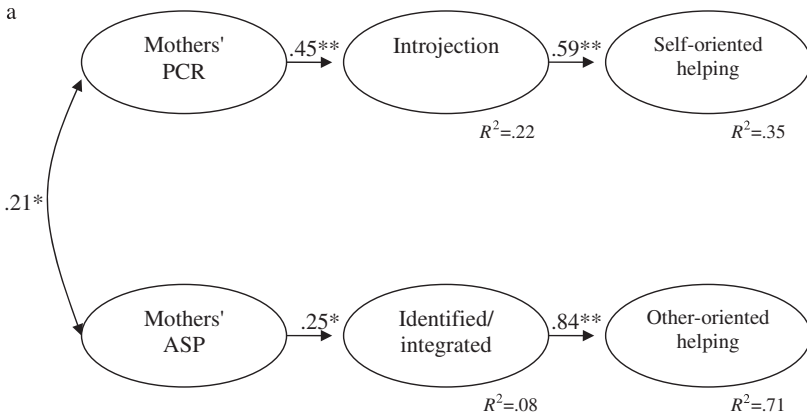 a
Mothers'
PCR
.45**
Introjection
.59**
Self-oriented
helping
R²=.22
R²=.35
.21*
Mothers'
ASP
.25*
Identified/
integrated
.84**
Other-oriented
helping
R²=.08
R²=.71